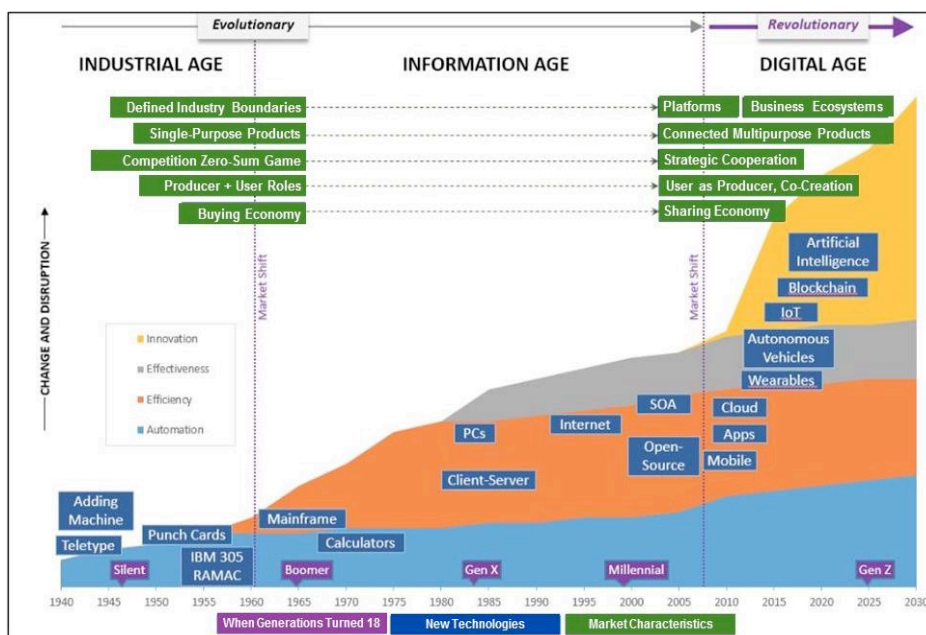 Evolutionary
Revolutionary
INDUSTRIAL AGE
INFORMATION AGE
DIGITAL AGE
Defined Industry Boundaries
Platforms
Business Ecosystems
Single-Purpose Products
Connected Multipurpose Products
Competition Zero-Sum Game
Strategic Cooperation
Producer + User Roles
User as Producer, Co-Creation
Buying Economy
Sharing Economy
CHANGE AND DISRUPTION
Market Shift
Market Shift
Innovation
Effectiveness
Efficiency
Automation
Artificial
Intelligence
Blockchain
IoT
Autonomous
Vehicles
Wearables
SOA
Cloud
Internet
PCs
Apps
Open-
Source
Mobile
Client-Server
Adding
Machine
Teletype
Punch Cards
IBM 305
RAMAC
Mainframe
Calculators
Silent
Boomer
Gen X
Millennial
Gen Z
1940 1945 1950 1955 1960 1965 1970 1975 1980 1985 1990 1995 2000 2005 2010 2015 2020 2025 2030
When Generations Turned 18
New Technologies
Market Characteristics